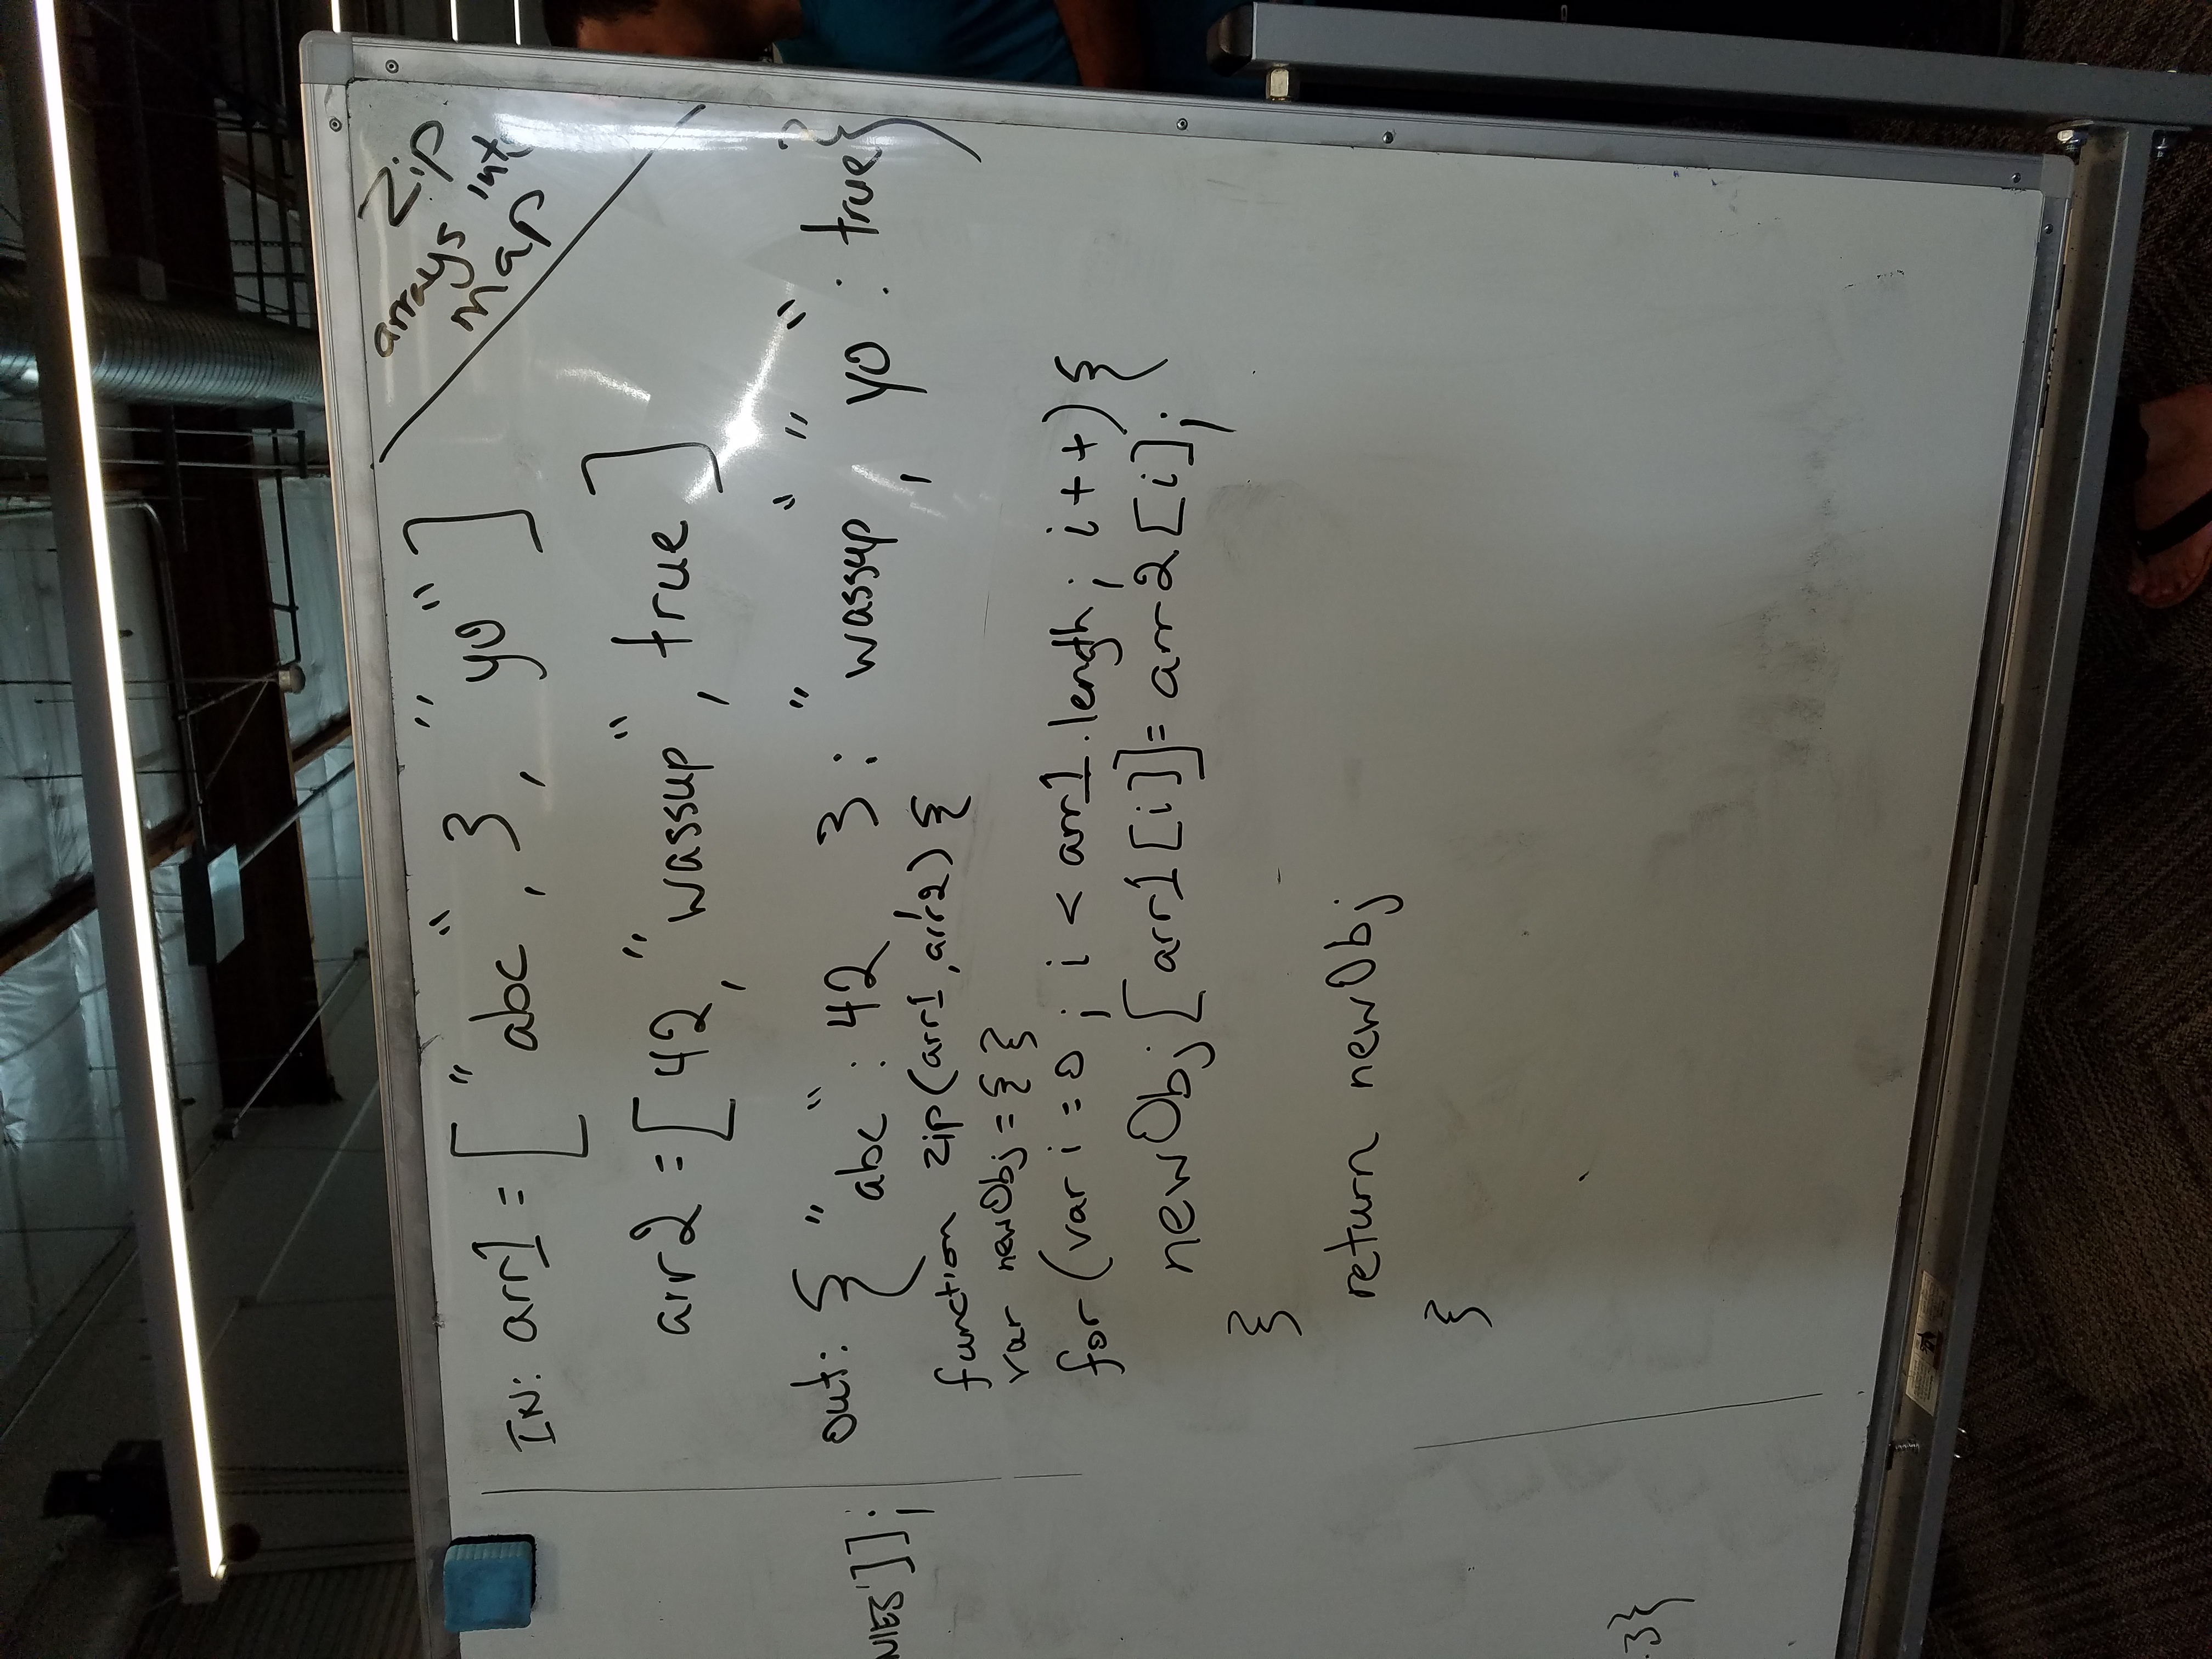 Zip
arrays into
Map
IN: arr1 = ["abc", 3, "yo"]
arr2 = [42, "wassup", true]
out: {"abc": 42, 3: "wassup", "yo": true}
function zip(arr1, arr2) {
var newObj = { }
for (var i = 0; i < arr1.length; i++) {
newObj[arr1[i]] = arr2[i];
}
return newObj
}
NIES']];
.3}